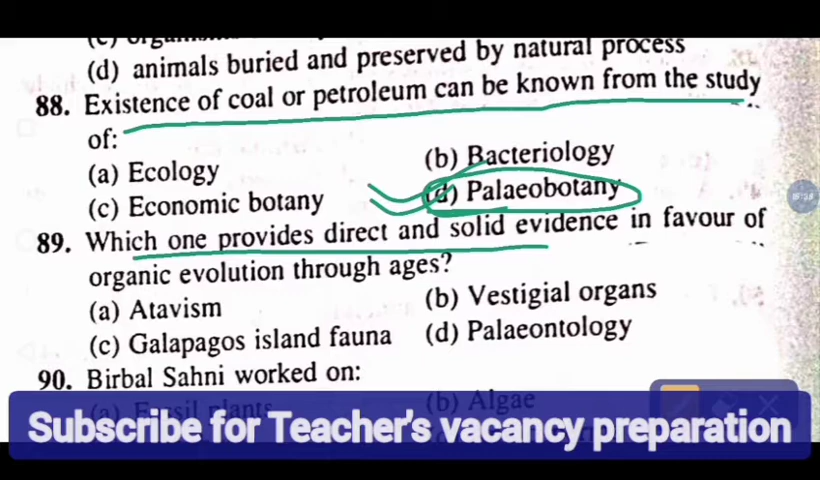 (d) animals buried and preserved by natural process
88. Existence of coal or petroleum can be known from the study
of:
(a) Ecology (b) Bacteriology
(c) Economic botany (d) Palaeobotany
89. Which one provides direct and solid evidence in favour of
organic evolution through ages?
(a) Atavism (b) Vestigial organs
(c) Galapagos island fauna (d) Palaeontology
90. Birbal Sahni worked on:
(a) Fossil plants (b) Algae
Subscribe for Teacher's vacancy preparation